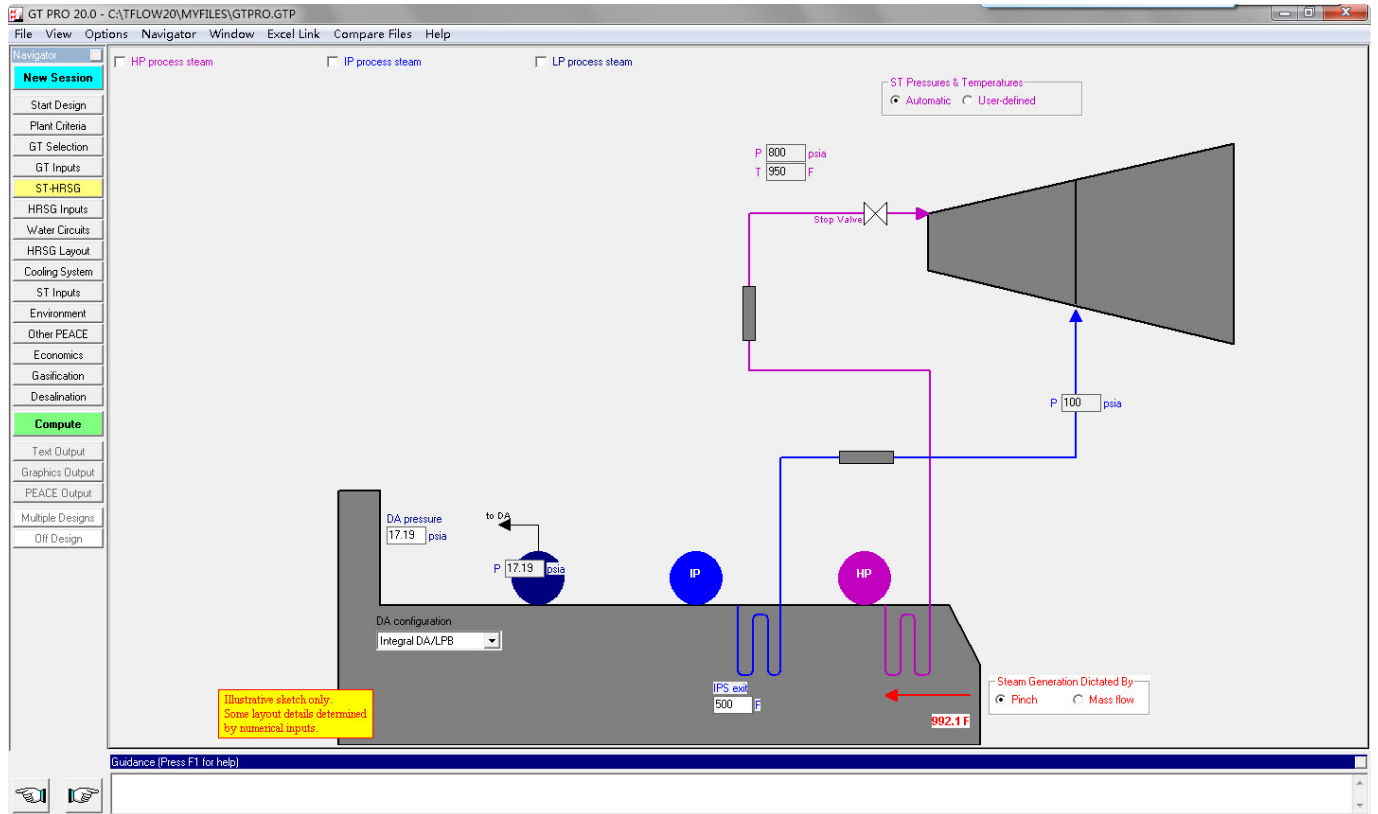 GT PRO 20.0 - C:\TFLOW20\MYFILES\GTPRO.GTP
File View Options Navigator Window Excel Link Compare Files Help
Navigator
New Session
Start Design
Plant Criteria
GT Selection
GT Inputs
ST-HRSG
HRSG Inputs
Water Circuits
HRSG Layout
Cooling System
ST Inputs
Environment
Other PEACE
Economics
Gasification
Desalination
Compute
Text Output
Graphics Output
PEACE Output
Multiple Designs
Off Design
HP process steam
IP process steam
LP process steam
ST Pressures & Temperatures
Automatic
User-defined
P 800 psia
T 950 F
Stop Valve
P 100 psia
DA pressure
17.19 psia
to DA
P 17.19 psia
IP
HP
DA configuration
Integral DA/LPB
IPS exit
500 F
Steam Generation Dictated By
Pinch
Mass flow
992.1 F
Illustrative sketch only.
Some layout details determined
by numerical inputs.
Guidance (Press F1 for help)